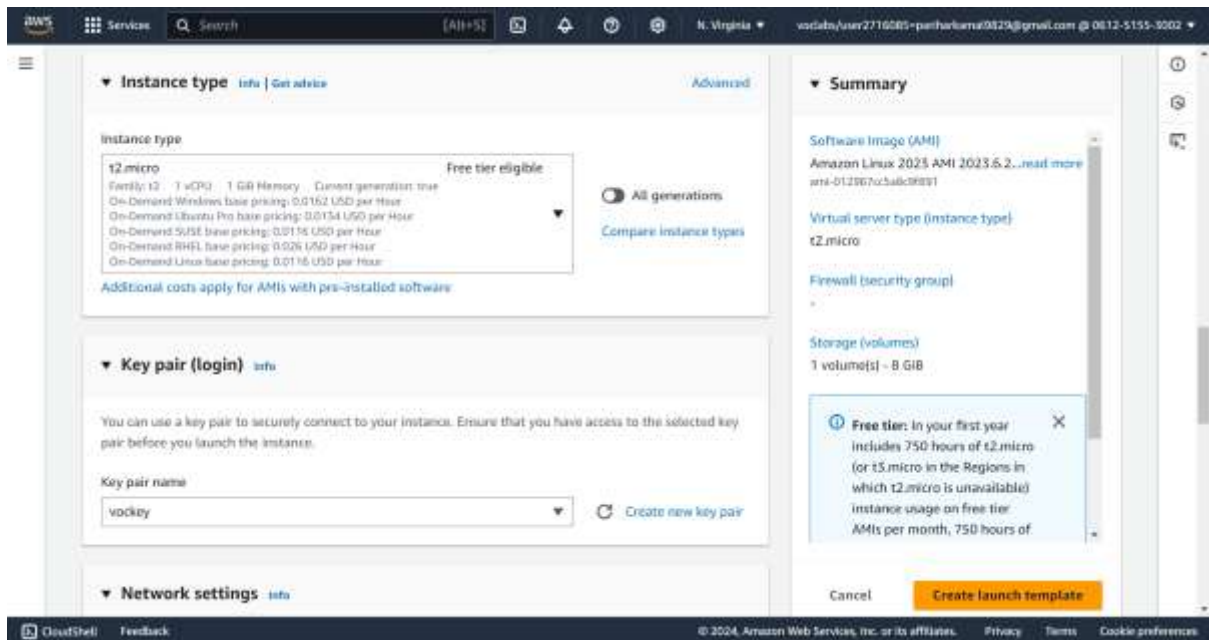 aws
Services
Search
[Alt+S]
N. Virginia
Instance type Info | Get advice
Advanced
Instance type
t2.micro
Free tier eligible
Family: t2 1 vCPU 1 GiB Memory Current generation: true
On-Demand Windows base pricing: 0.0162 USD per Hour
On-Demand Ubuntu Pro base pricing: 0.0134 USD per Hour
On-Demand SUSE base pricing: 0.0116 USD per Hour
On-Demand RHEL base pricing: 0.026 USD per Hour
On-Demand Linux base pricing: 0.0116 USD per Hour
All generations
Compare instance types
Additional costs apply for AMIs with pre-installed software
Key pair (login) Info
You can use a key pair to securely connect to your instance. Ensure that you have access to the selected key
pair before you launch the instance.
Key pair name
vockey
Create new key pair
Network settings Info
Summary
Software Image (AMI)
Amazon Linux 2023 AMI 2023.6.2...read more
Virtual server type (instance type)
t2.micro
Firewall (security group)
-
Storage (volumes)
1 volume(s) - 8 GiB
Free tier: In your first year
includes 750 hours of t2.micro
(or t3.micro in the Regions in
which t2.micro is unavailable)
instance usage on free tier
AMIs per month, 750 hours of
Cancel
Create launch template
CloudShell
Feedback
© 2024, Amazon Web Services, Inc. or its affiliates.
Privacy
Terms
Cookie preferences